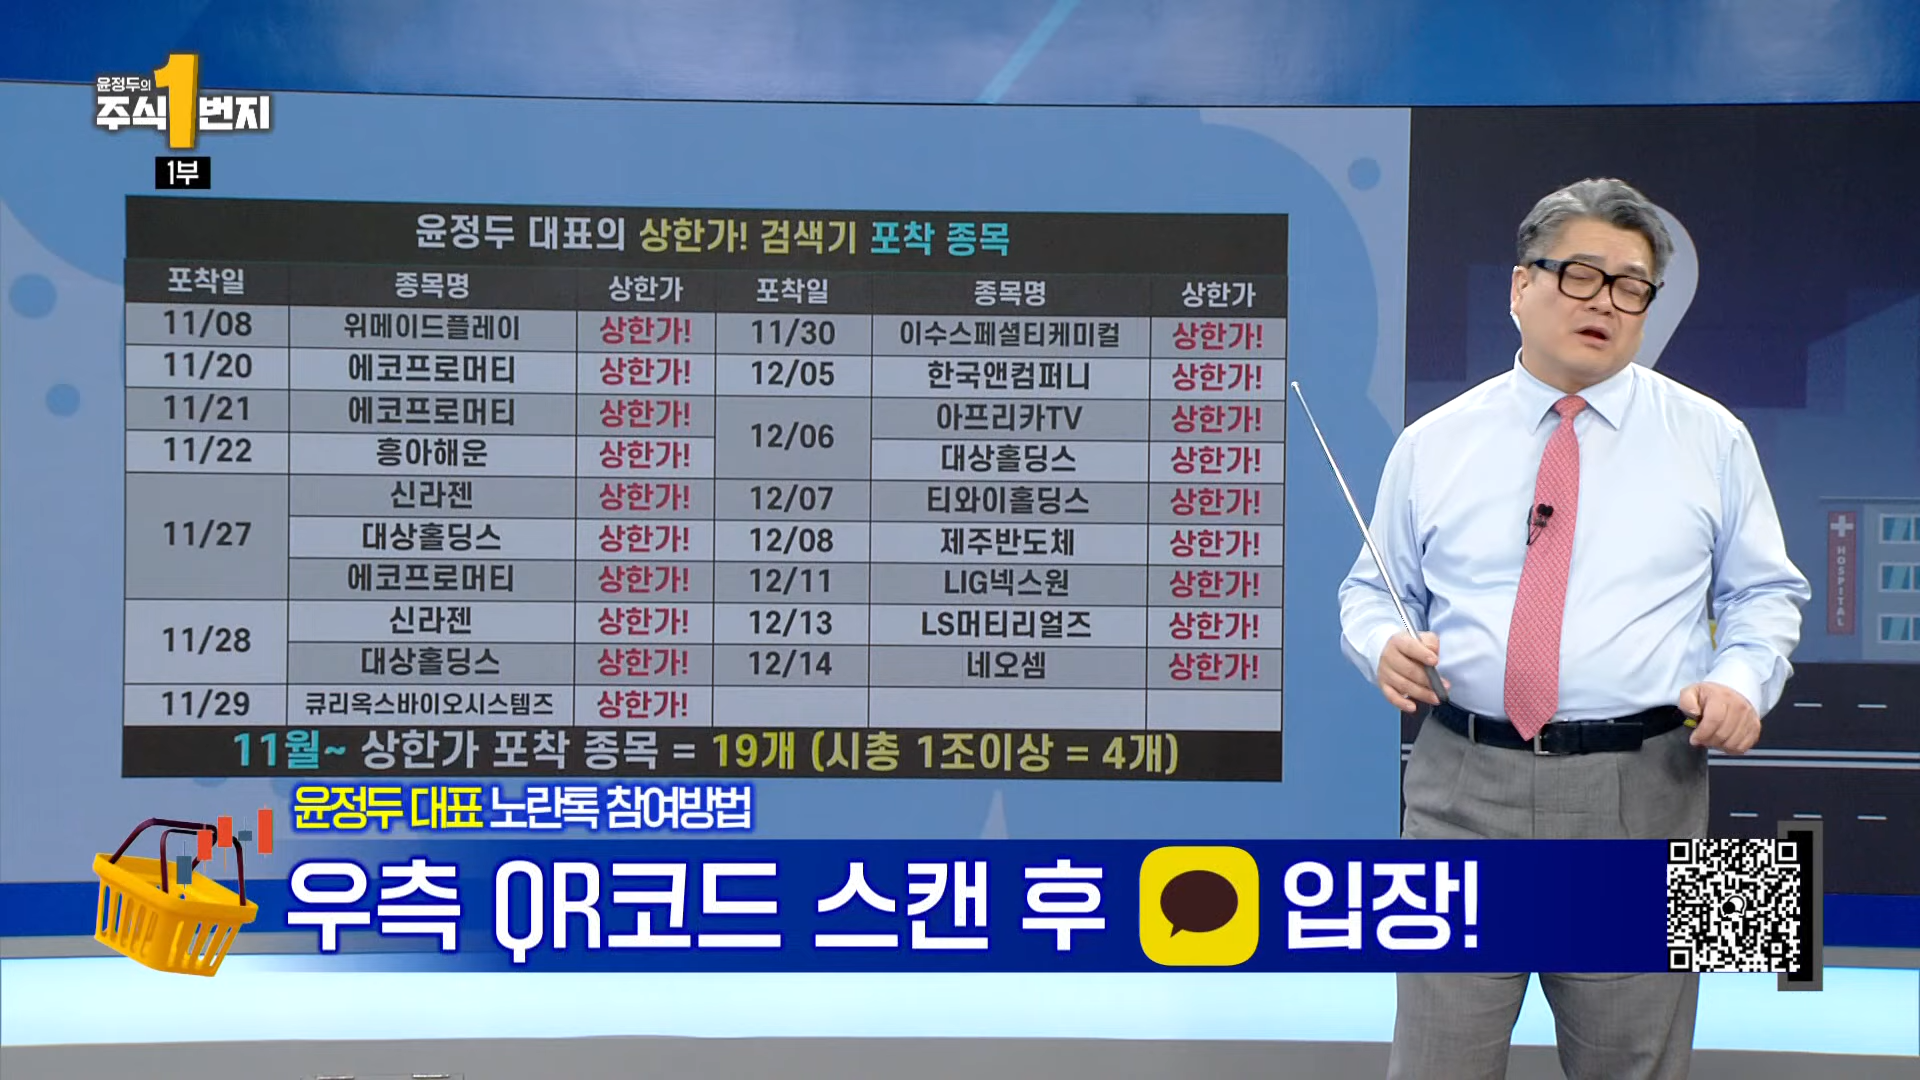 윤정두의
주식1번지
1부
윤정두 대표의 상한가! 검색기 포착 종목
포착일 종목명 상한가 포착일 종목명 상한가
11/08 위메이드플레이 상한가! 11/30 이수스페셜티케미컬 상한가!
11/20 에코프로머티 상한가! 12/05 한국앤컴퍼니 상한가!
11/21 에코프로머티 상한가! 12/06 아프리카TV 상한가!
11/22 흥아해운 상한가! 대상홀딩스 상한가!
11/27 신라젠 상한가! 12/07 티와이홀딩스 상한가!
대상홀딩스 상한가! 12/08 제주반도체 상한가!
에코프로머티 상한가! 12/11 LIG넥스원 상한가!
11/28 신라젠 상한가! 12/13 LS머티리얼즈 상한가!
대상홀딩스 상한가! 12/14 네오셈 상한가!
11/29 큐리옥스바이오시스템즈 상한가!
11월~ 상한가 포착 종목 = 19개 (시총 1조이상 = 4개)
HOSPITAL
윤정두 대표 노란톡 참여방법
우측 QR코드 스캔 후 입장!